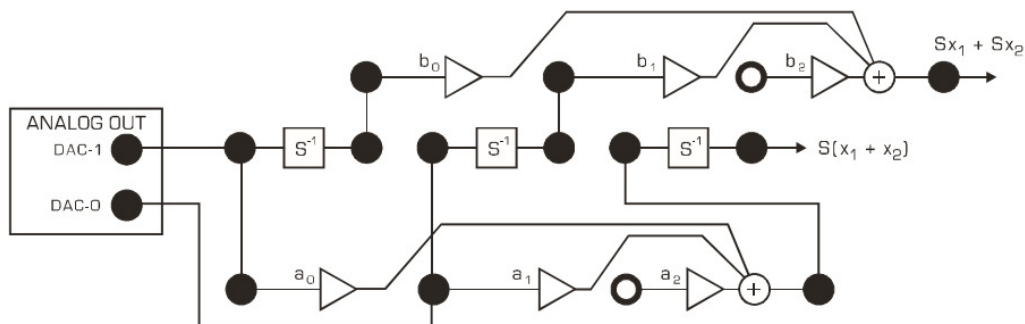 b₀
b₁
b₂
Sx₁ + Sx₂
ANALOG OUT
DAC-1
S⁻¹
S⁻¹
S⁻¹
S(x₁ + x₂)
DAC-0
a₀
a₁
a₂
+
+